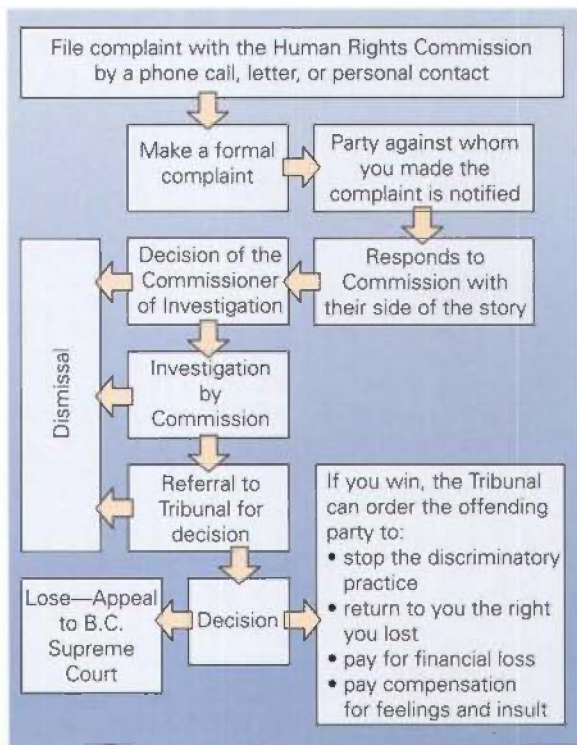 File complaint with the Human Rights Commission
by a phone call, letter, or personal contact
Make a formal
complaint
Party against whom
you made the
complaint is notified
Decision of the
Commissioner
of Investigation
Responds to
Commission with
their side of the story
Dismissal
Investigation
by
Commission
Referral to
Tribunal for
decision
If you win, the Tribunal
can order the offending
party to:
• stop the discriminatory
practice
• return to you the right
you lost
• pay for financial loss
• pay compensation
for feelings and insult
Lose—Appeal
to B.C.
Supreme
Court
Decision